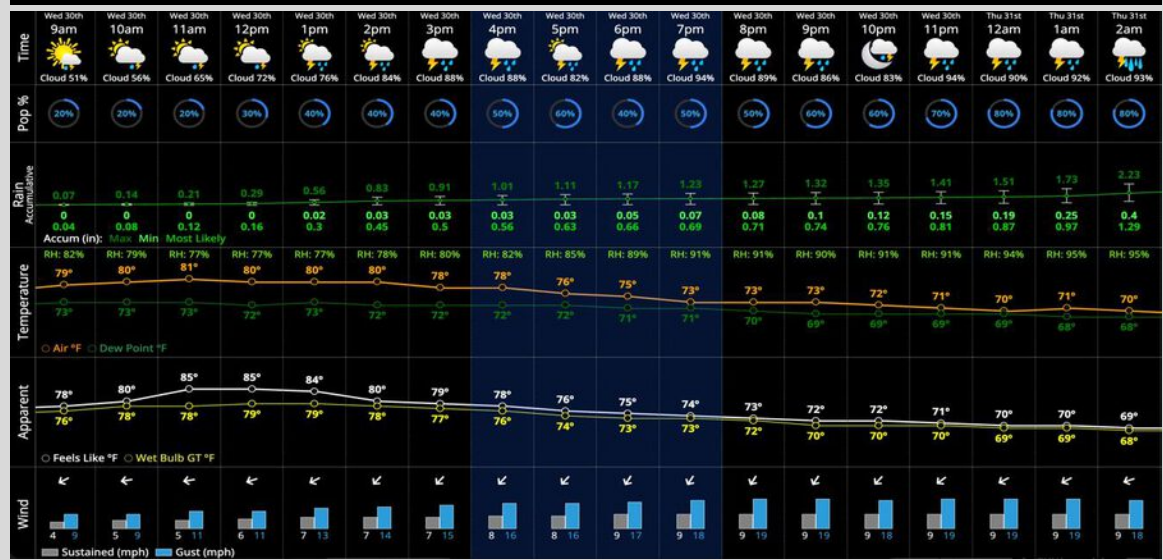 Time
Wed 30th Wed 30th Wed 30th Wed 30th Wed 30th Wed 30th Wed 30th Wed 30th Wed 30th Wed 30th Wed 30th Wed 30th Wed 30th Wed 30th Wed 30th Thu 31st Thu 31st Thu 31st
9am 10am 11am 12pm 1pm 2pm 3pm 4pm 5pm 6pm 7pm 8pm 9pm 10pm 11pm 12am 1am 2am
Cloud 51% Cloud 56% Cloud 65% Cloud 72% Cloud 76% Cloud 84% Cloud 88% Cloud 88% Cloud 82% Cloud 88% Cloud 94% Cloud 89% Cloud 86% Cloud 83% Cloud 94% Cloud 90% Cloud 92% Cloud 93%
Pop %
20% 20% 20% 30% 40% 40% 40% 50% 60% 40% 50% 50% 60% 60% 70% 80% 80% 80%
Rain
Accumulative
0.07 0.14 0.21 0.29 0.56 0.83 0.91 1.01 1.11 1.17 1.23 1.27 1.32 1.35 1.41 1.51 1.73 2.23
0 0 0 0 0.02 0.03 0.03 0.03 0.03 0.05 0.07 0.08 0.1 0.12 0.15 0.19 0.25 0.4
0.04 0.08 0.12 0.16 0.3 0.45 0.5 0.56 0.63 0.66 0.69 0.71 0.74 0.76 0.81 0.87 0.97 1.29
Accum (in): Max Min Most Likely
Temperature
RH: 82% RH: 79% RH: 77% RH: 77% RH: 77% RH: 78% RH: 80% RH: 82% RH: 85% RH: 89% RH: 91% RH: 91% RH: 90% RH: 91% RH: 91% RH: 94% RH: 95% RH: 95%
79° 80° 81° 80° 80° 80° 78° 78° 76° 75° 73° 73° 73° 72° 71° 70° 71° 70°
73° 73° 73° 72° 73° 72° 72° 72° 72° 71° 71° 70° 69° 69° 69° 69° 68° 68°
Air °F Dew Point °F
Apparent
78° 80° 85° 85° 84° 80° 79° 78° 76° 75° 74° 73° 72° 72° 71° 70° 70° 69°
76° 78° 78° 79° 79° 78° 77° 76° 74° 73° 73° 72° 70° 70° 70° 69° 69° 68°
Feels Like °F Wet Bulb GT °F
Wind
4 9 5 9 5 11 6 11 7 13 7 14 7 15 8 16 8 16 9 17 9 18 9 19 9 19 9 18 9 19 9 19 9 19 9 18
Sustained (mph) Gust (mph)